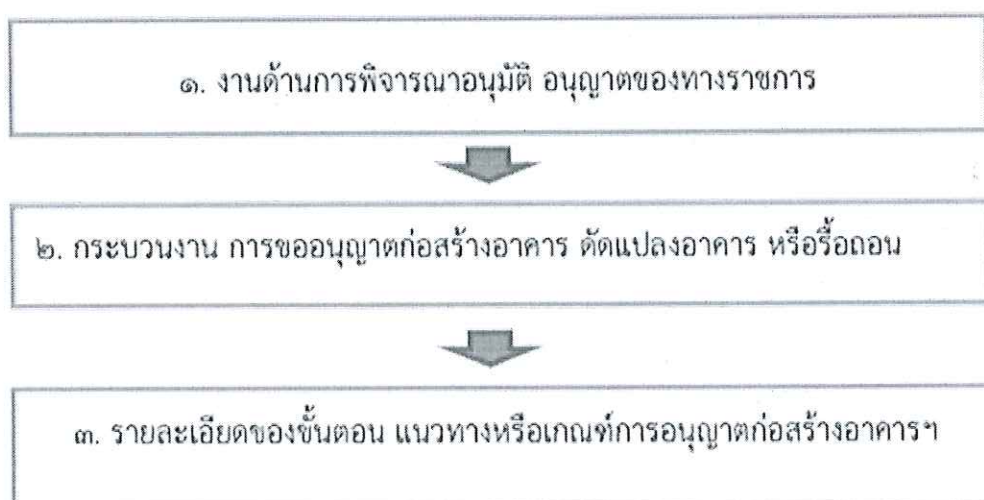 ๑. งานด้านการพิจารณาอนุมัติ อนุญาตของทางราชการ
๒. กระบวนงาน การขออนุญาตก่อสร้างอาคาร ดัดแปลงอาคาร หรือรื้อถอน
๓. รายละเอียดของขั้นตอน แนวทางหรือเกณฑ์การอนุญาตก่อสร้างอาคารฯ